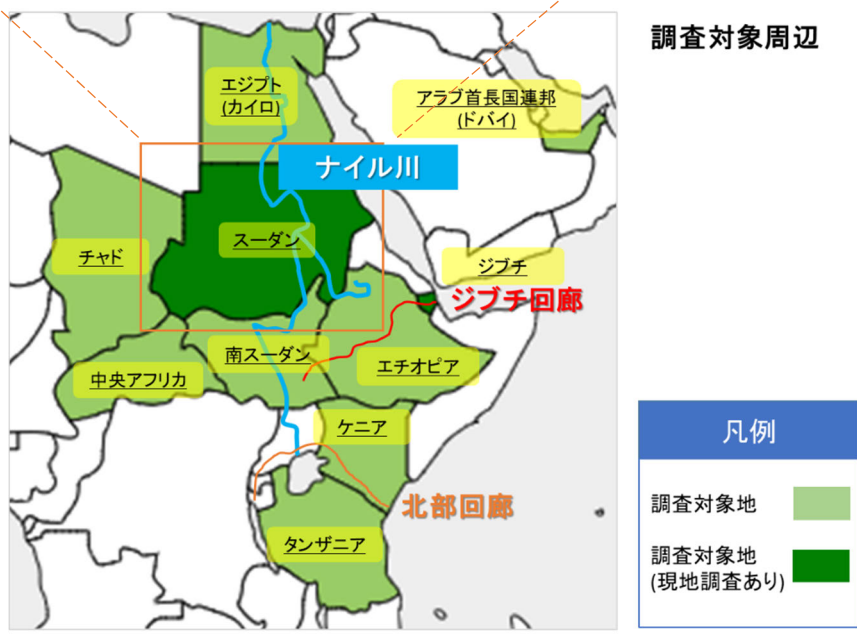 調査対象周辺
エジプト
(カイロ)
アラブ首長国連邦
(ドバイ)
ナイル川
スーダン
チャド
ジブチ
ジブチ回廊
南スーダン
エチオピア
中央アフリカ
ケニア
北部回廊
タンザニア
凡例
調査対象地
調査対象地
(現地調査あり)